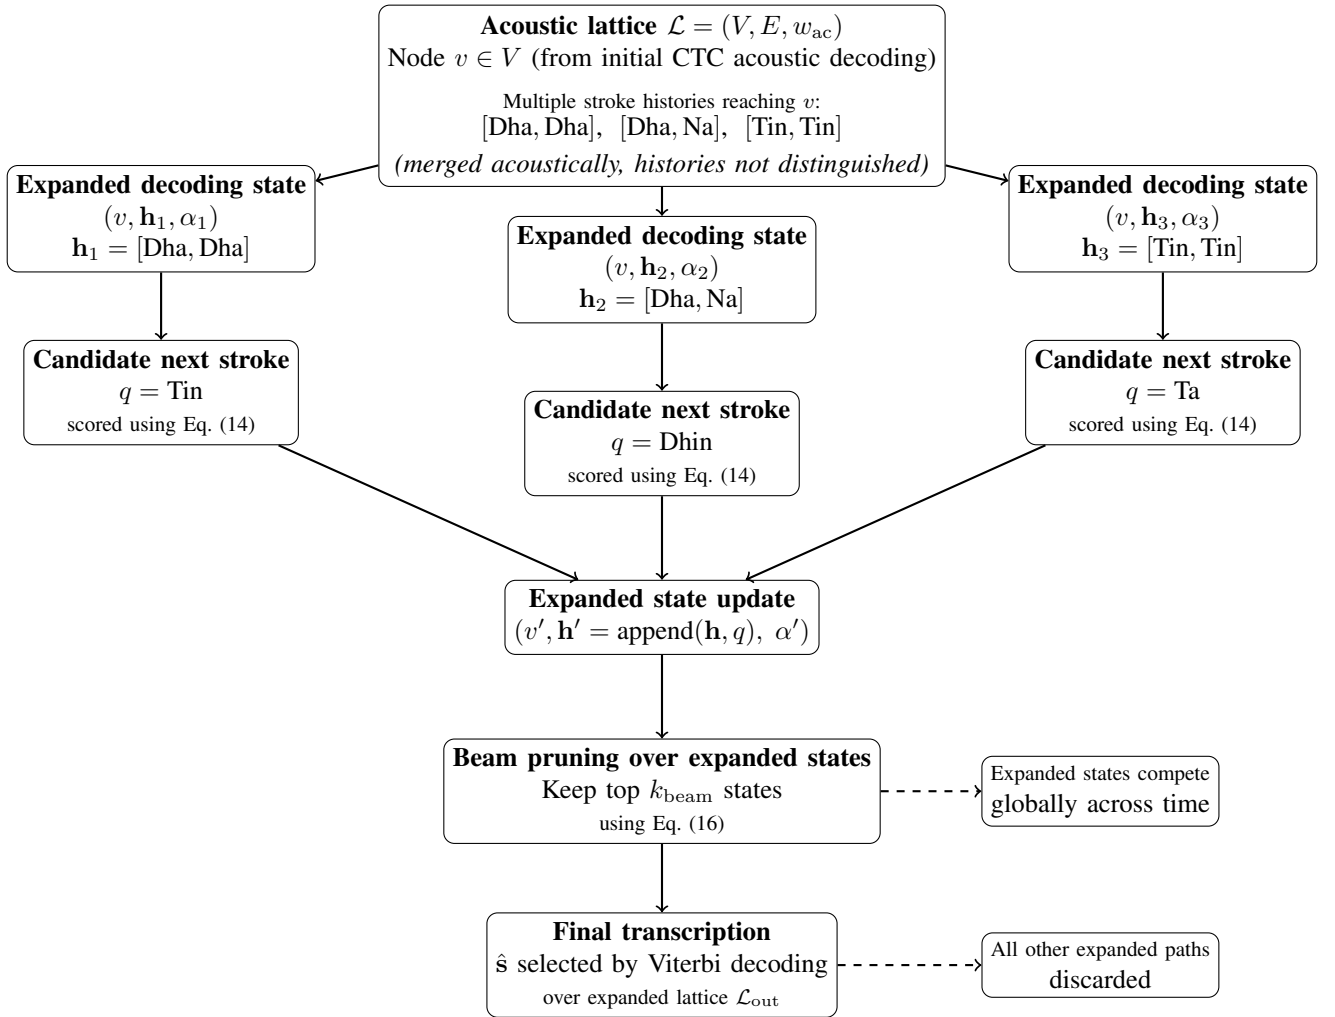 Acoustic lattice ℒ = (V, E, w_ac)
Node v ∈ V (from initial CTC acoustic decoding)
Multiple stroke histories reaching v:
[Dha, Dha], [Dha, Na], [Tin, Tin]
(merged acoustically, histories not distinguished)
Expanded decoding state
(v, h₁, α₁)
h₁ = [Dha, Dha]
Expanded decoding state
(v, h₂, α₂)
h₂ = [Dha, Na]
Expanded decoding state
(v, h₃, α₃)
h₃ = [Tin, Tin]
Candidate next stroke
q = Tin
scored using Eq. (14)
Candidate next stroke
q = Dhin
scored using Eq. (14)
Candidate next stroke
q = Ta
scored using Eq. (14)
Expanded state update
(v′, h′ = append(h, q), α′)
Beam pruning over expanded states
Keep top k_beam states
using Eq. (16)
Expanded states compete
globally across time
Final transcription
ŝ selected by Viterbi decoding
over expanded lattice ℒ_out
All other expanded paths
discarded